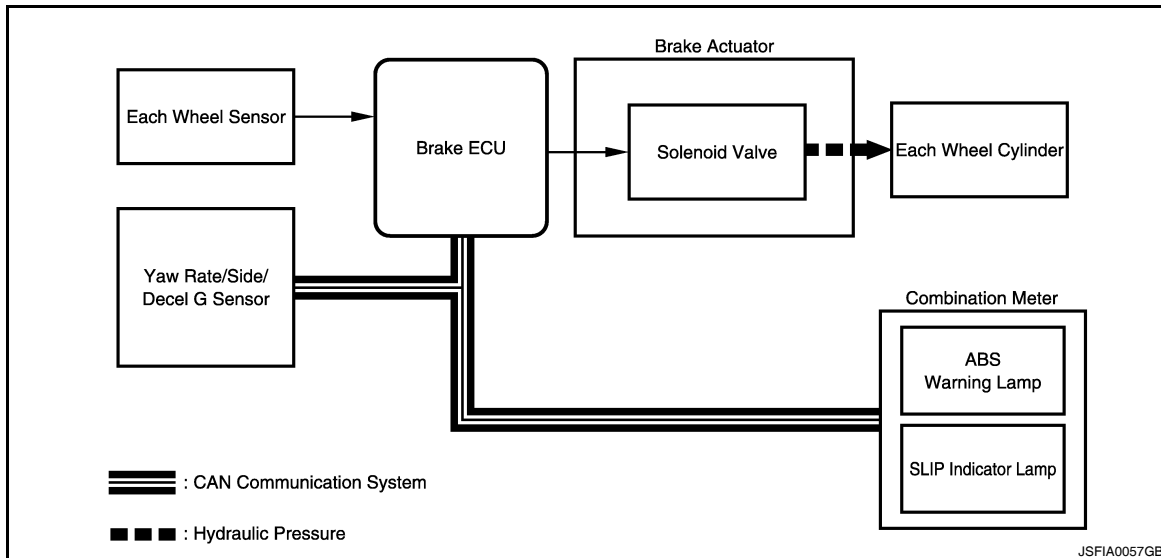 Brake Actuator
Each Wheel Sensor
Brake ECU
Solenoid Valve
Each Wheel Cylinder
Yaw Rate/Side/
Decel G Sensor
Combination Meter
ABS
Warning Lamp
SLIP Indicator Lamp
: CAN Communication System
: Hydraulic Pressure
JSFIA0057GB